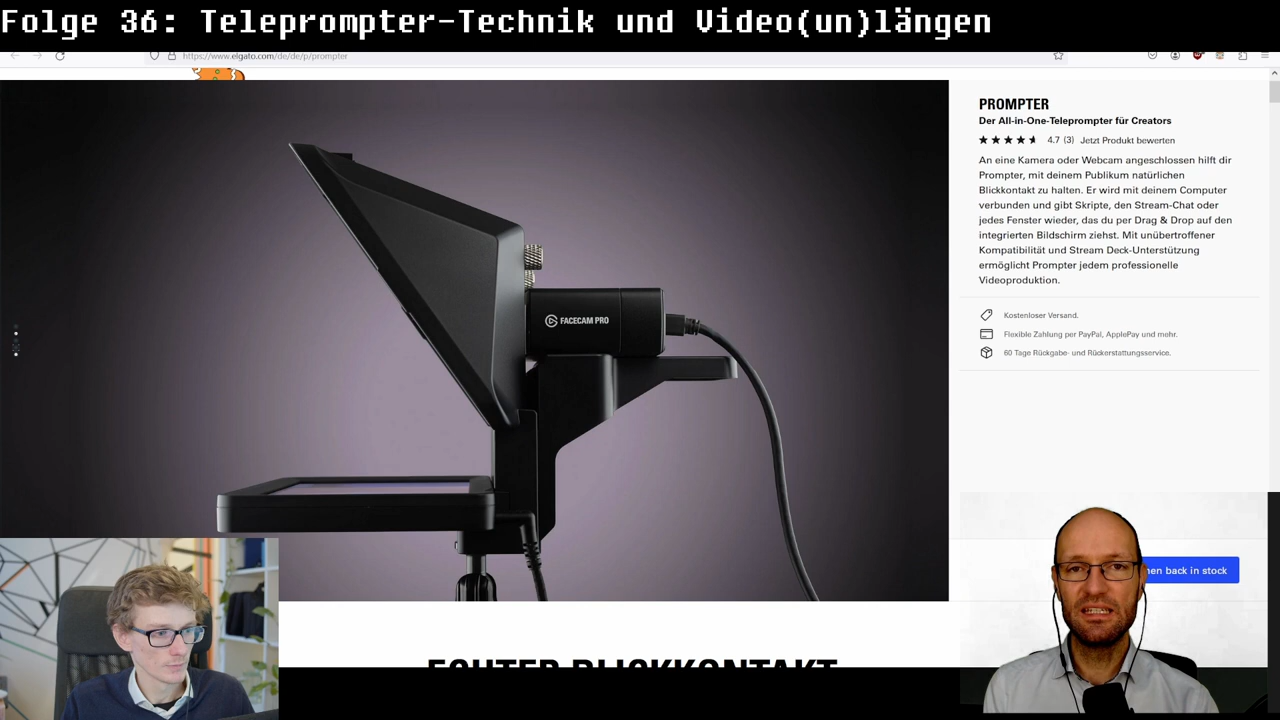 Folge 36: Teleprompter-Technik und Video(un)längen
https://www.elgato.com/de/de/p/prompter
FACECAM PRO
PROMPTER
Der All-in-One-Teleprompter für Creators
4.7 (3) Jetzt Produkt bewerten
An eine Kamera oder Webcam angeschlossen hilft dir
Prompter, mit deinem Publikum natürlichen
Blickkontakt zu halten. Er wird mit deinem Computer
verbunden und gibt Skripte, den Stream-Chat oder
jedes Fenster wieder, das du per Drag & Drop auf den
integrierten Bildschirm ziehst. Mit unübertroffener
Kompatibilität und Stream Deck-Unterstützung
ermöglicht Prompter jedem professionelle
Videoproduktion.
Kostenloser Versand.
Flexible Zahlung per PayPal, ApplePay und mehr.
60 Tage Rückgabe- und Rückerstattungsservice.
back in stock
ECHTER BLICKKONTAKT